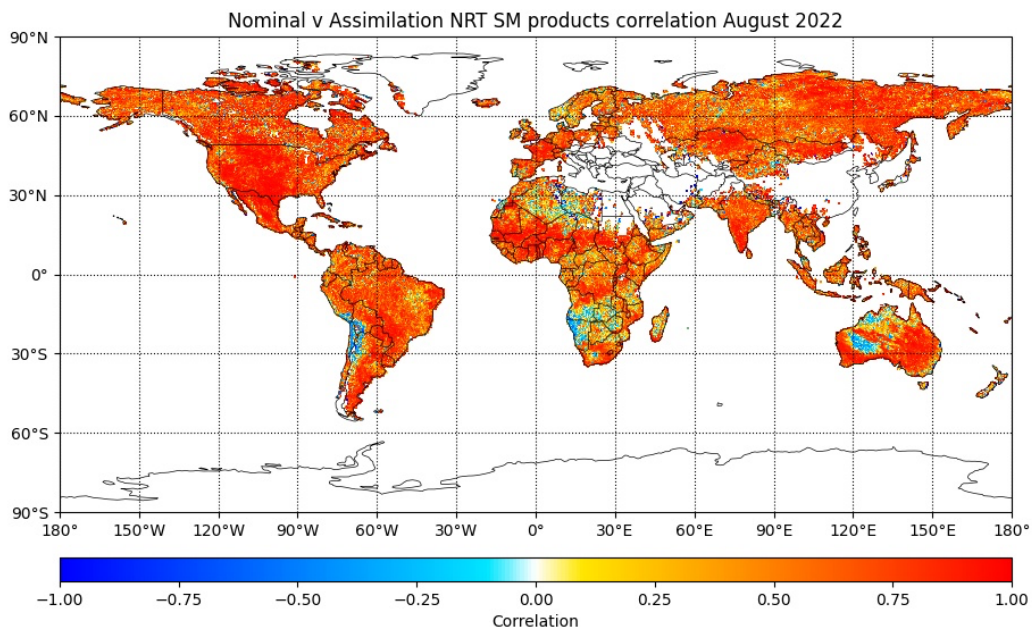 Nominal v Assimilation NRT SM products correlation August 2022
90°N
60°N
30°N
0°
30°S
60°S
90°S
180° 150°W 120°W 90°W 60°W 30°W 0° 30°E 60°E 90°E 120°E 150°E 180°
−1.00 −0.75 −0.50 −0.25 0.00 0.25 0.50 0.75 1.00
Correlation